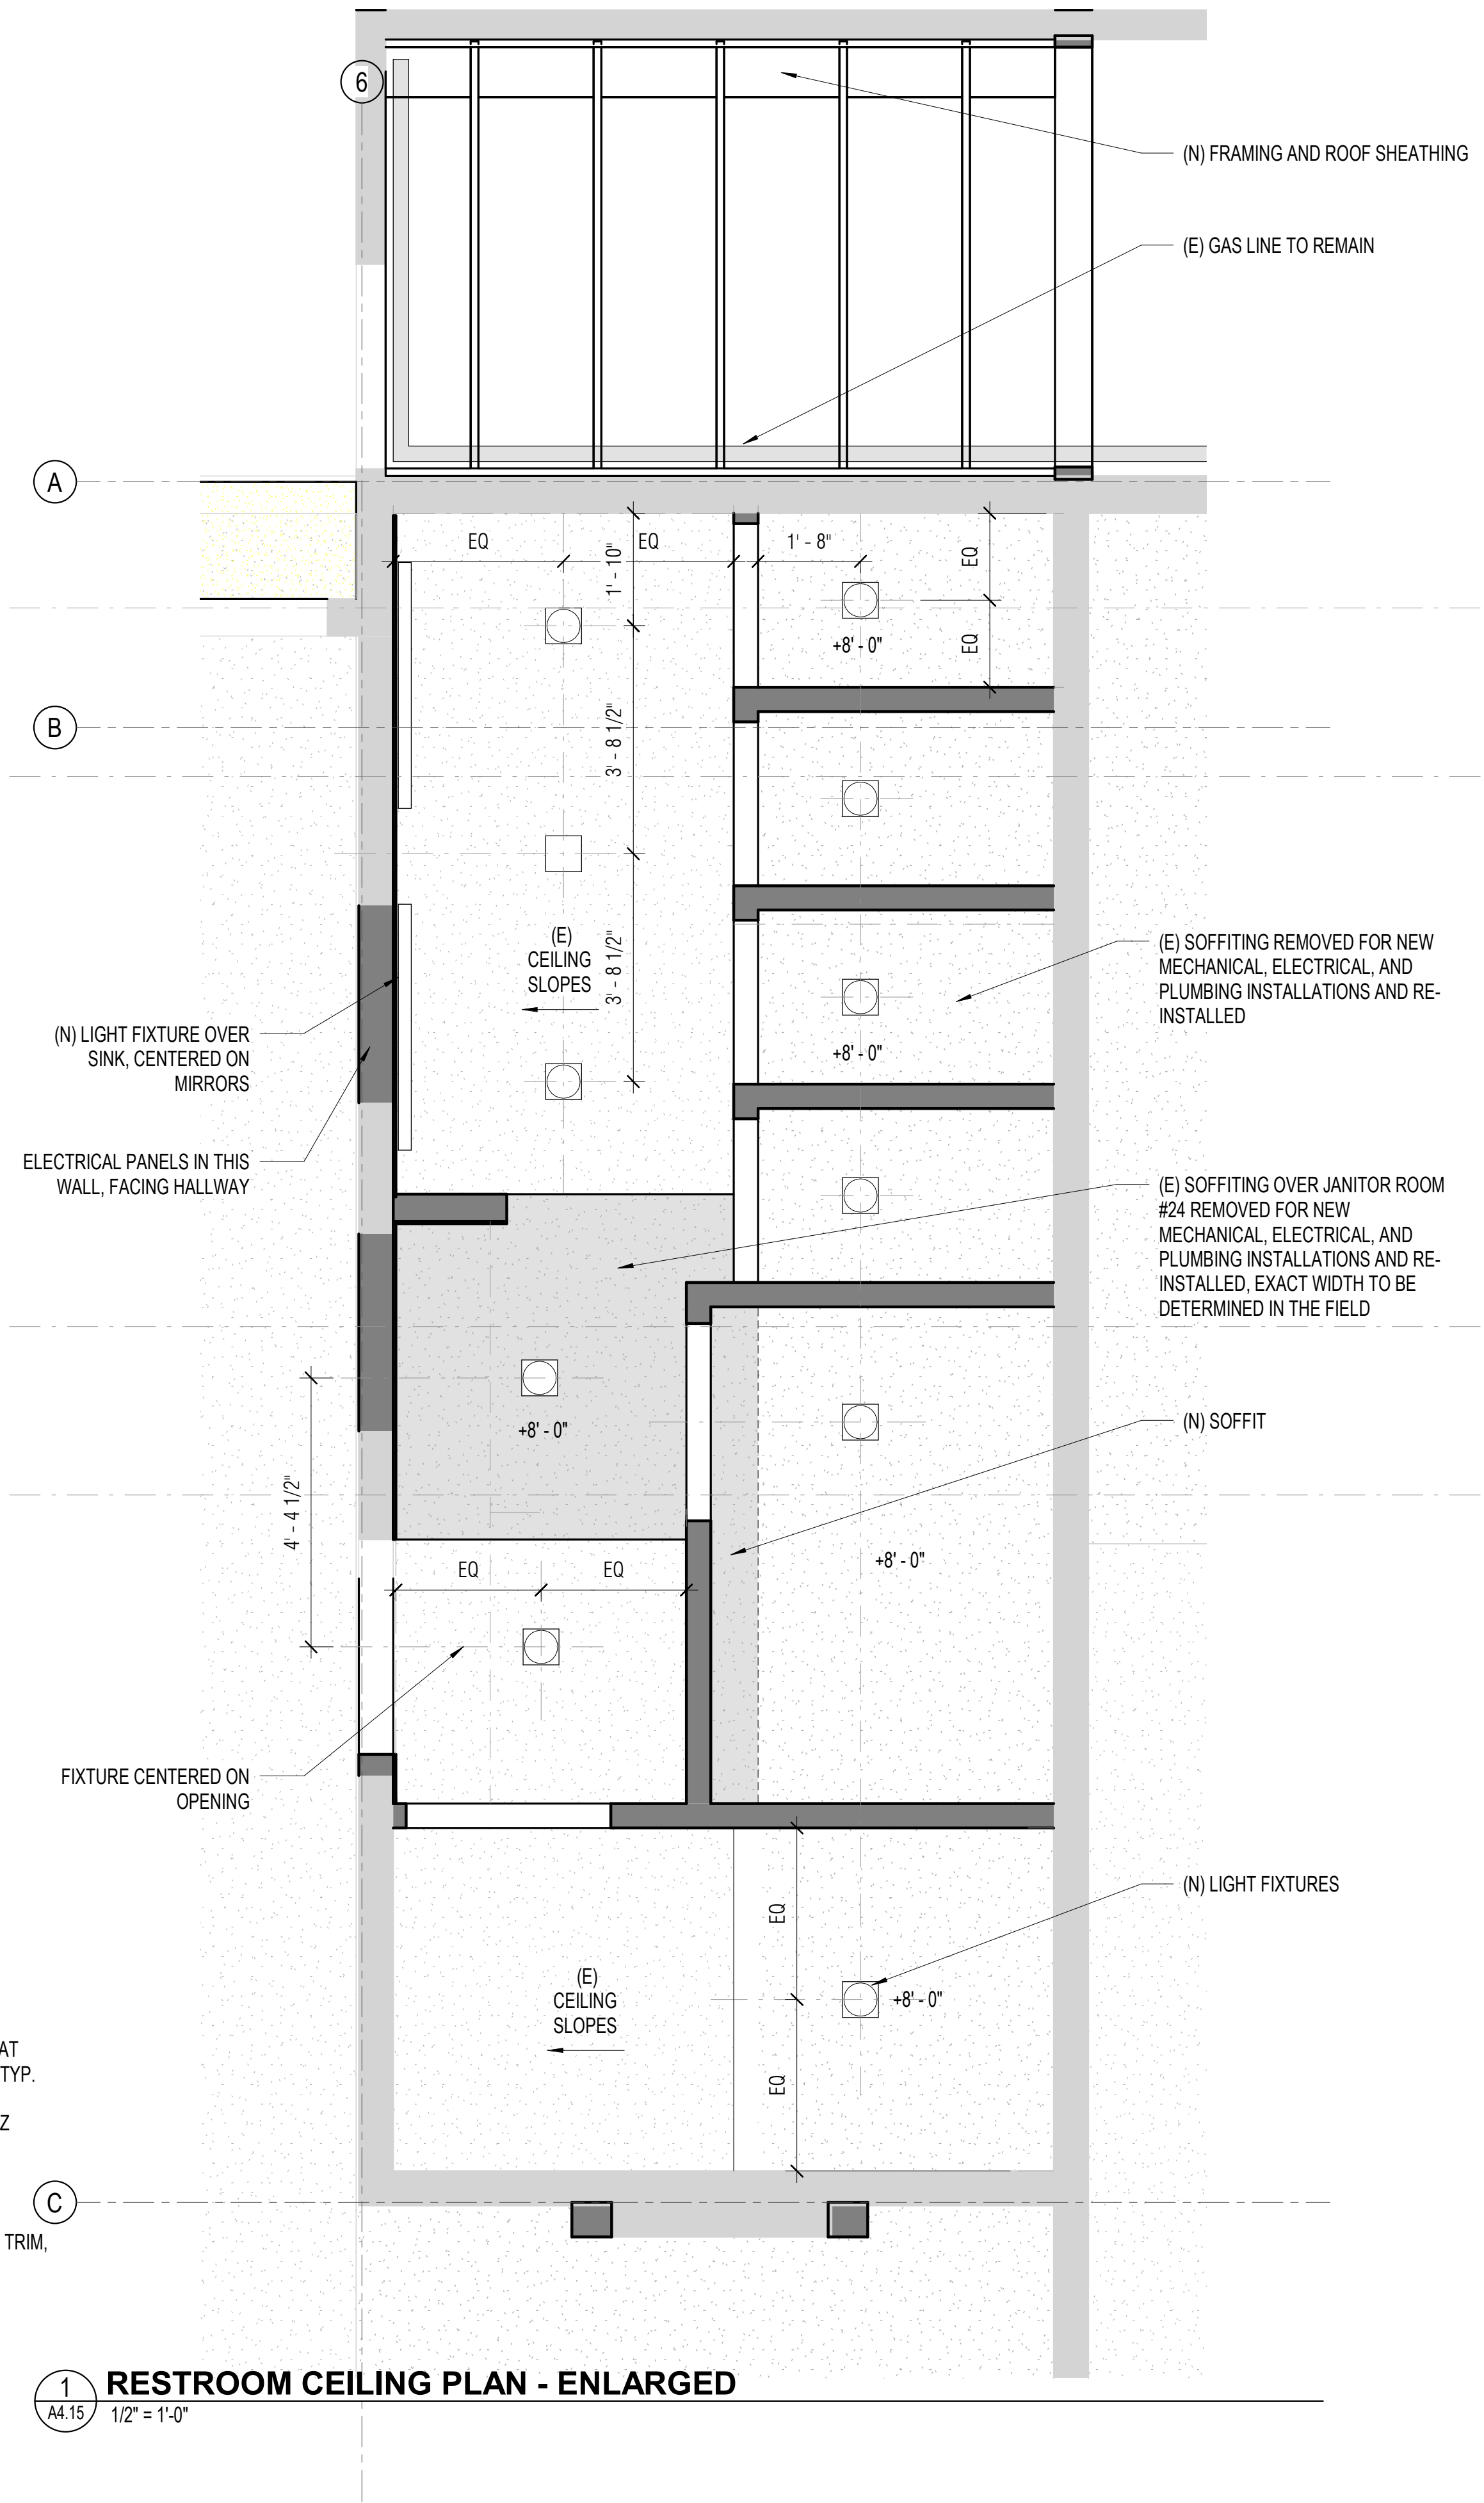 6
(N) FRAMING AND ROOF SHEATHING
(E) GAS LINE TO REMAIN
A
EQ
EQ
1' - 10"
1' - 8"
EQ
EQ
+8' - 0"
B
3' - 8 1/2"
3' - 8 1/2"
(E)
CEILING
SLOPES
(E) SOFFITING REMOVED FOR NEW
MECHANICAL, ELECTRICAL, AND
PLUMBING INSTALLATIONS AND RE-
INSTALLED
+8' - 0"
(N) LIGHT FIXTURE OVER
SINK, CENTERED ON
MIRRORS
ELECTRICAL PANELS IN THIS
WALL, FACING HALLWAY
(E) SOFFITING OVER JANITOR ROOM
#24 REMOVED FOR NEW
MECHANICAL, ELECTRICAL, AND
PLUMBING INSTALLATIONS AND RE-
INSTALLED, EXACT WIDTH TO BE
DETERMINED IN THE FIELD
+8' - 0"
(N) SOFFIT
4' - 4 1/2"
+8' - 0"
EQ
EQ
FIXTURE CENTERED ON
OPENING
(N) LIGHT FIXTURES
EQ
(E)
CEILING
SLOPES
+8' - 0"
EQ
AT
TYP.
Z
C
TRIM,
1
A4.15
RESTROOM CEILING PLAN - ENLARGED
1/2" = 1'-0"